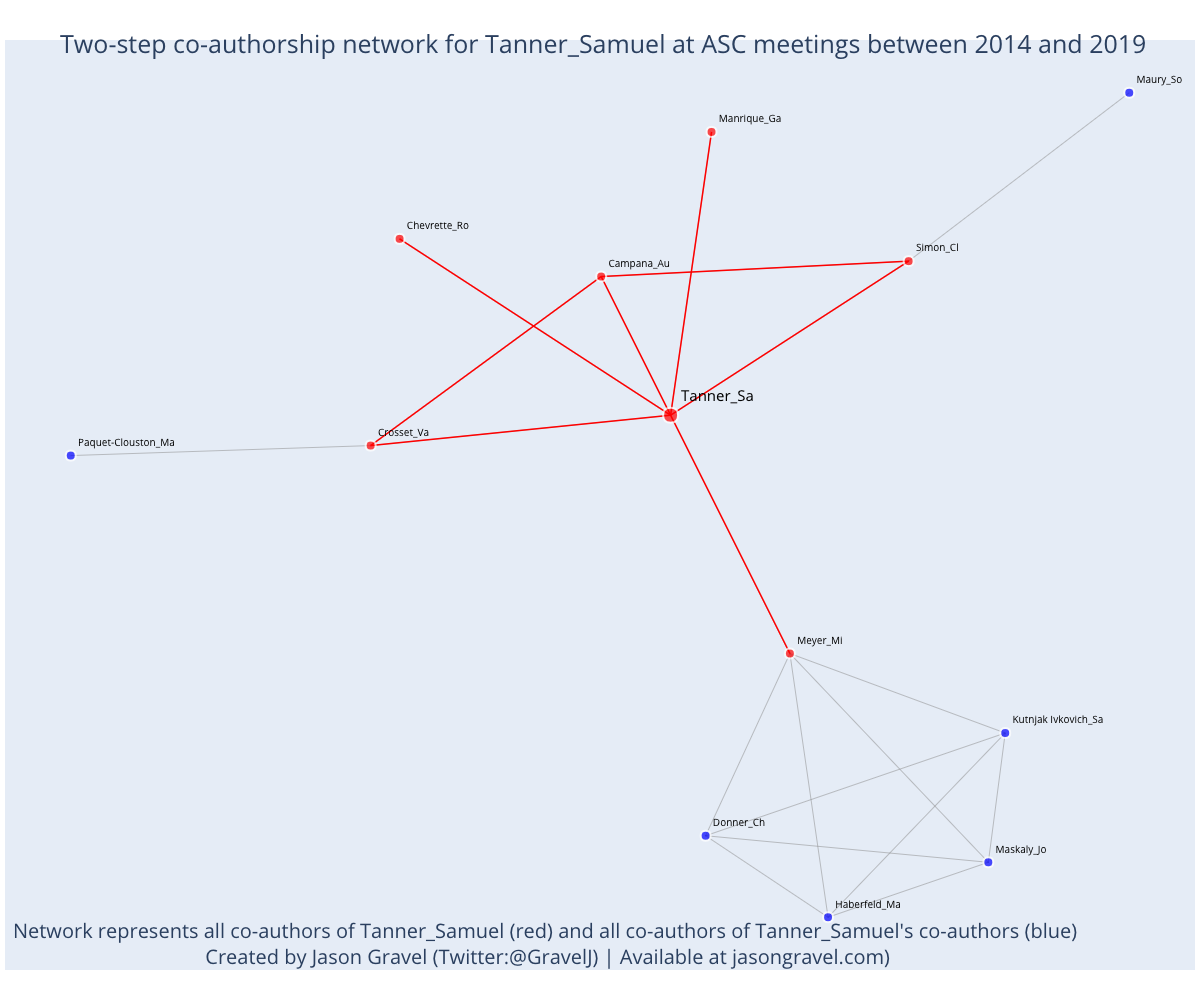 Two-step co-authorship network for Tanner_Samuel at ASC meetings between 2014 and 2019
Maury_So
Manrique_Ga
Chevrette_Ro
Simon_Cl
Campana_Au
Tanner_Sa
Crosset_Va
Paquet-Clouston_Ma
Meyer_Mi
Kutnjak Ivkovich_Sa
Donner_Ch
Maskaly_Jo
Haberfeld_Ma
Network represents all co-authors of Tanner_Samuel (red) and all co-authors of Tanner_Samuel's co-authors (blue)
Created by Jason Gravel (Twitter:@GravelJ) | Available at jasongravel.com)